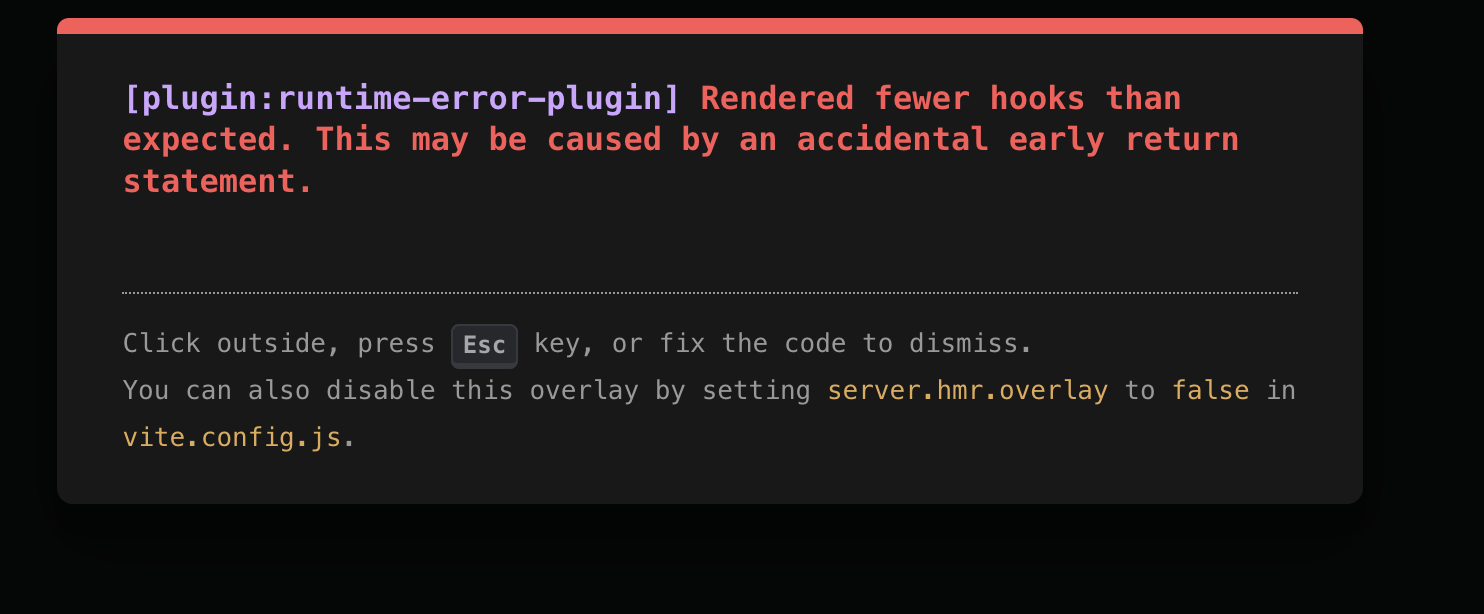 [plugin:runtime-error-plugin] Rendered fewer hooks than
expected. This may be caused by an accidental early return
statement.
Click outside, press Esc key, or fix the code to dismiss.
You can also disable this overlay by setting server.hmr.overlay to false in
vite.config.js.